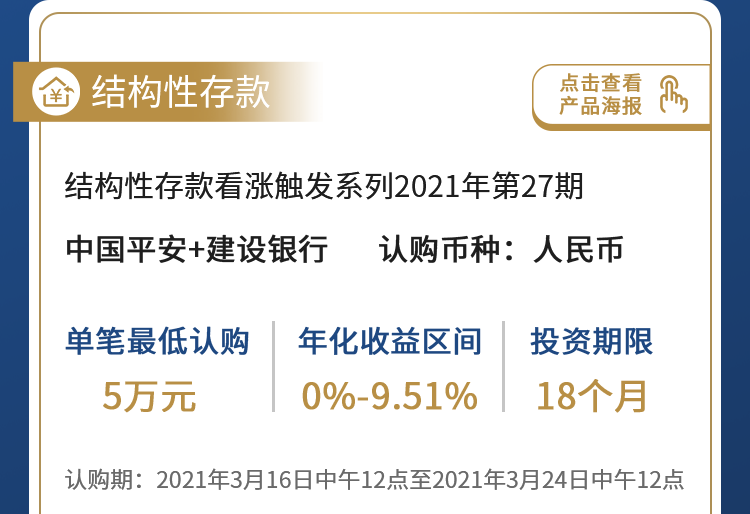 结构性存款
点击查看
产品海报
结构性存款看涨触发系列2021年第27期
中国平安+建设银行 认购币种：人民币
单笔最低认购 年化收益区间 投资期限
5万元 0%-9.51% 18个月
认购期：2021年3月16日中午12点至2021年3月24日中午12点